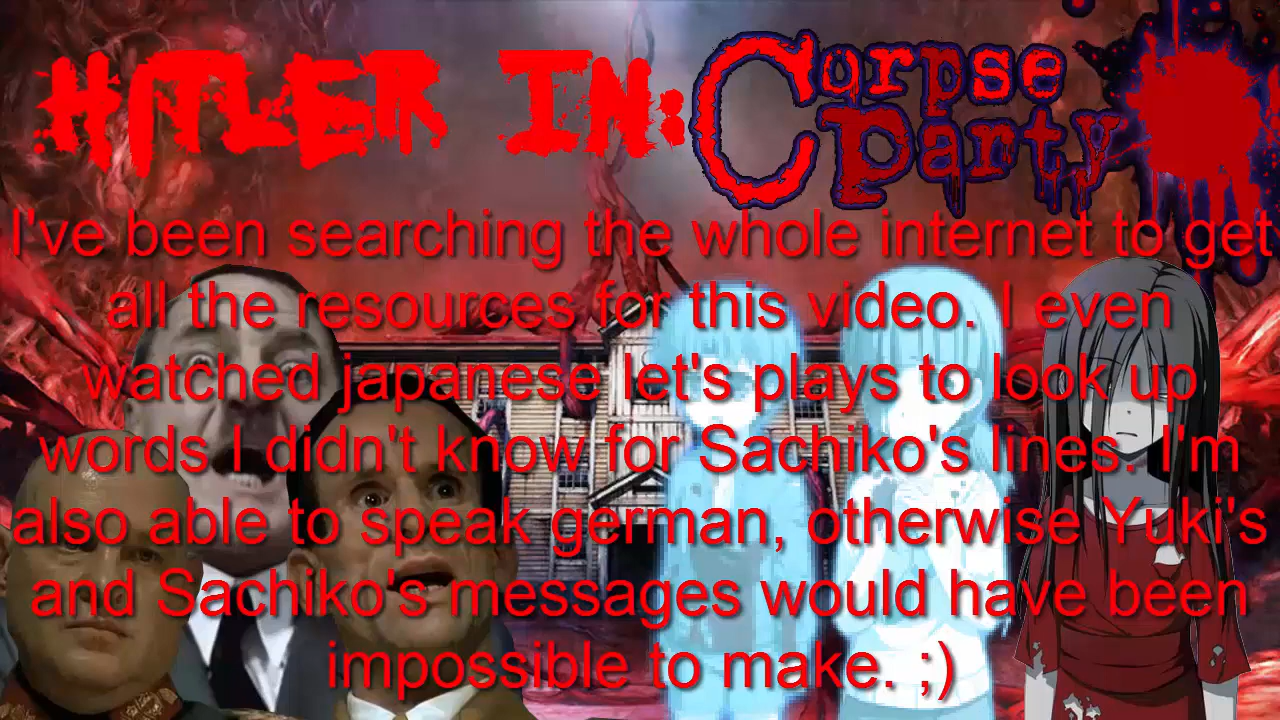 HITLER IN: Corpse Party
I've been searching the whole internet to get
all the resources for this video. I even
watched japanese let's plays to look up
words I didn't know for Sachiko's lines. I'm
also able to speak german, otherwise Yuki's
and Sachiko's messages would have been
impossible to make. ;)